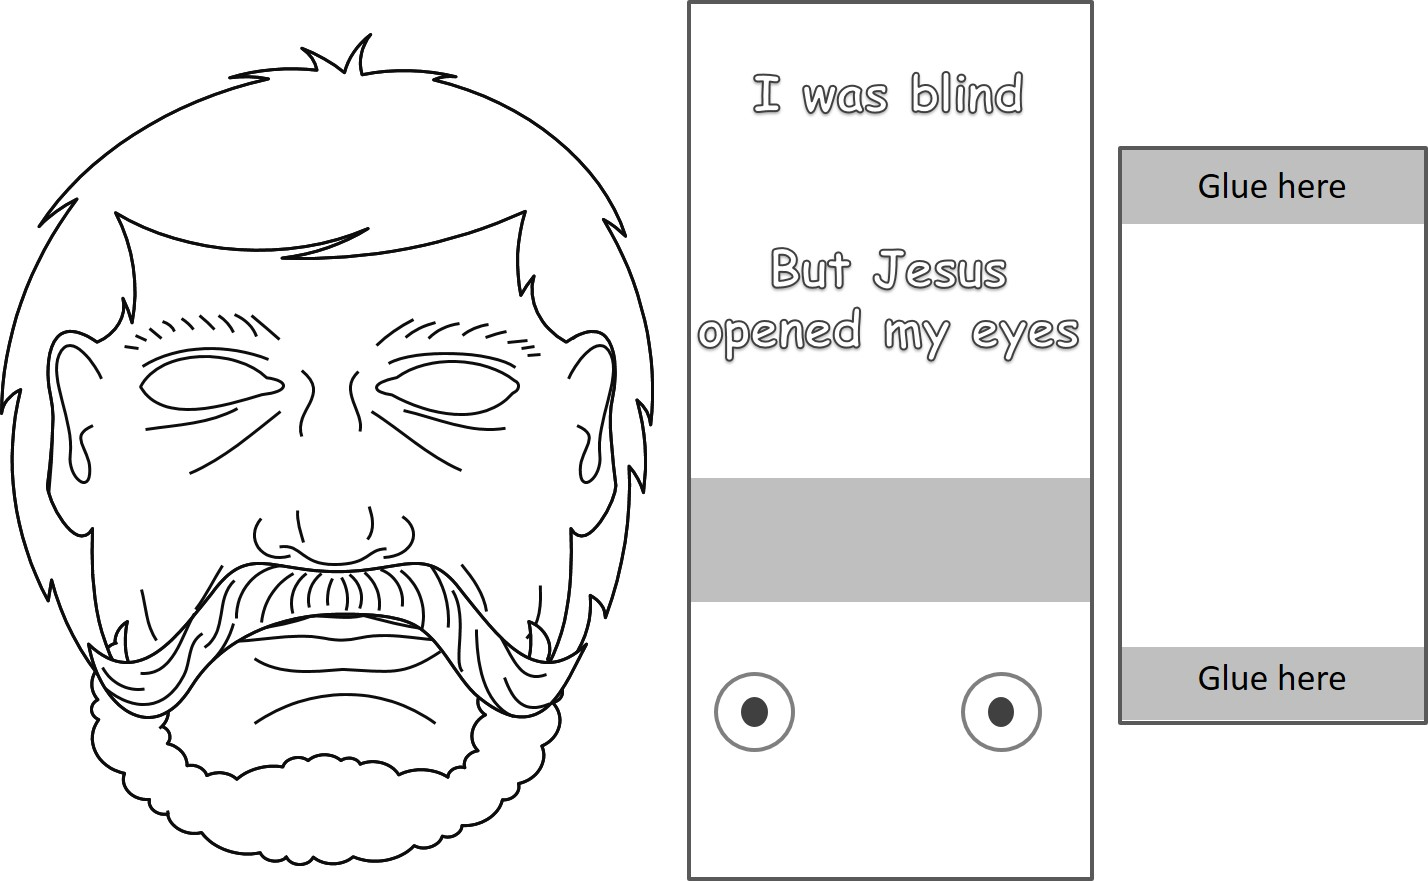 I was blind
But Jesus
opened my eyes
Glue here
Glue here